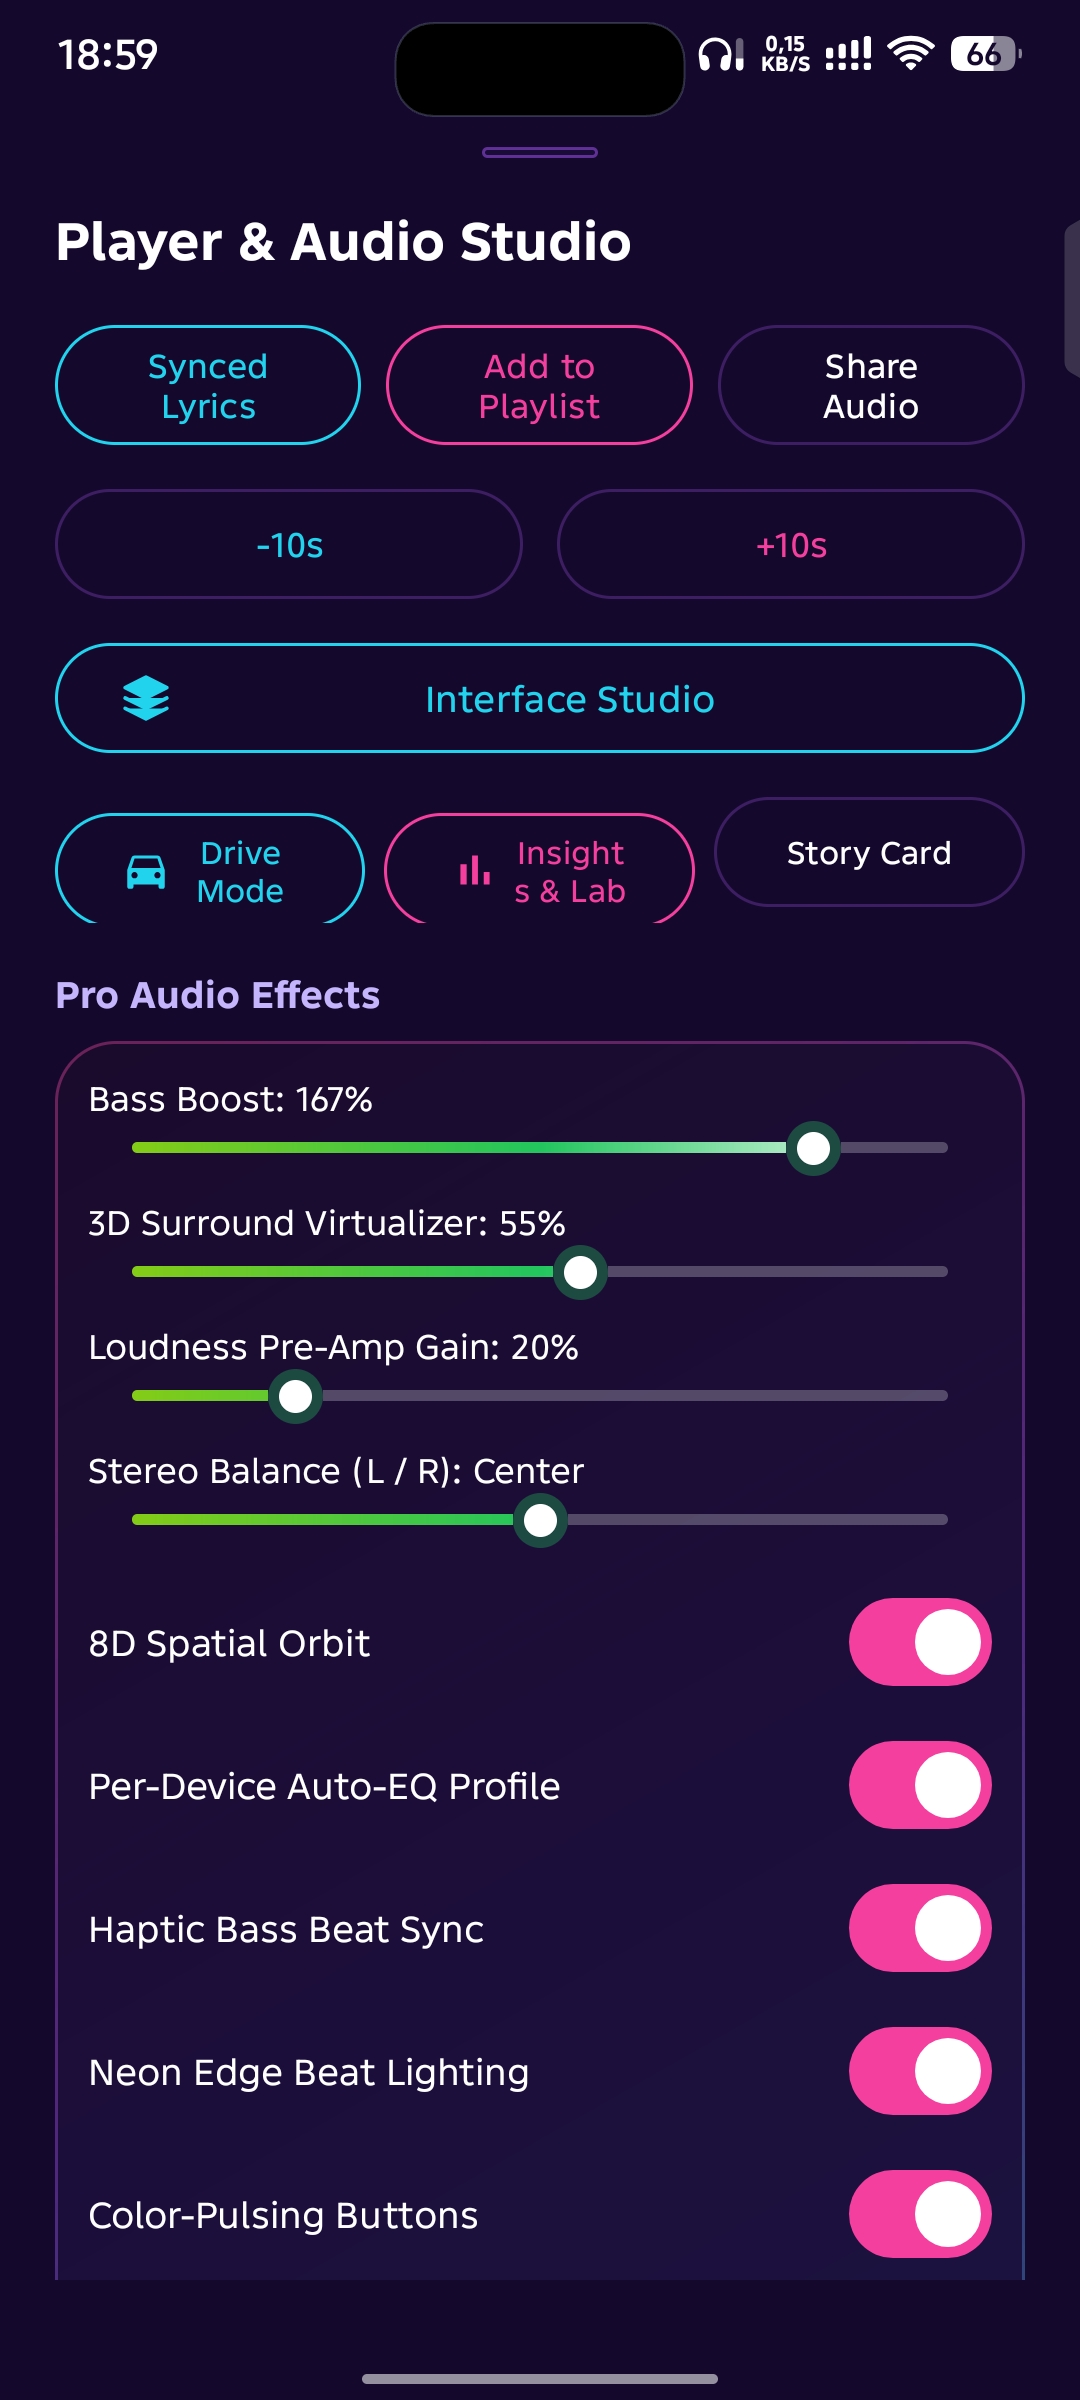 18:59
0,15
KB/S
66
Player & Audio Studio
Synced
Lyrics
Add to
Playlist
Share
Audio
-10s
+10s
Interface Studio
Drive
Mode
Insight
s & Lab
Story Card
Pro Audio Effects
Bass Boost: 167%
3D Surround Virtualizer: 55%
Loudness Pre-Amp Gain: 20%
Stereo Balance (L / R): Center
8D Spatial Orbit
Per-Device Auto-EQ Profile
Haptic Bass Beat Sync
Neon Edge Beat Lighting
Color-Pulsing Buttons